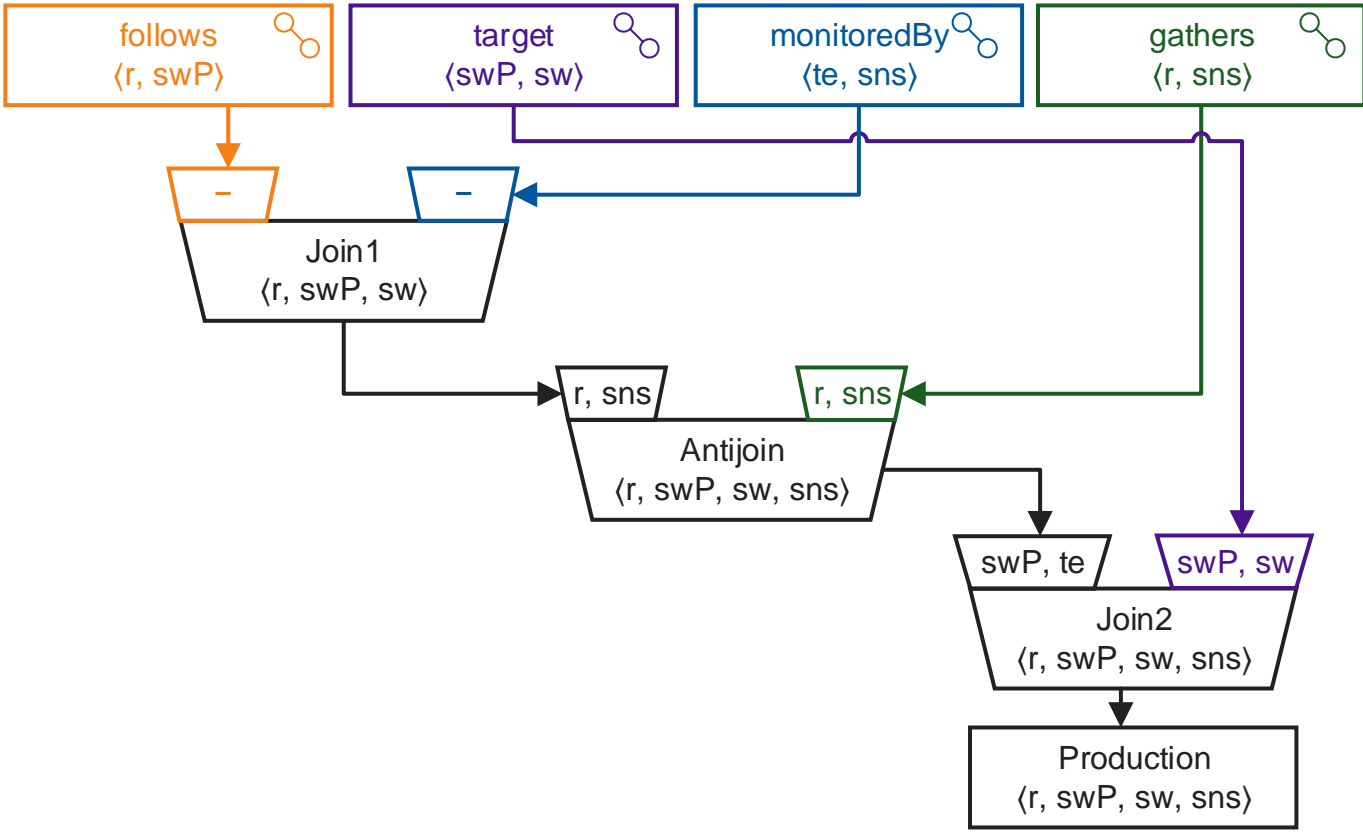 follows
⟨r, swP⟩
target
⟨swP, sw⟩
monitoredBy
⟨te, sns⟩
gathers
⟨r, sns⟩
–
–
Join1
⟨r, swP, sw⟩
r, sns
r, sns
Antijoin
⟨r, swP, sw, sns⟩
swP, te
swP, sw
Join2
⟨r, swP, sw, sns⟩
Production
⟨r, swP, sw, sns⟩